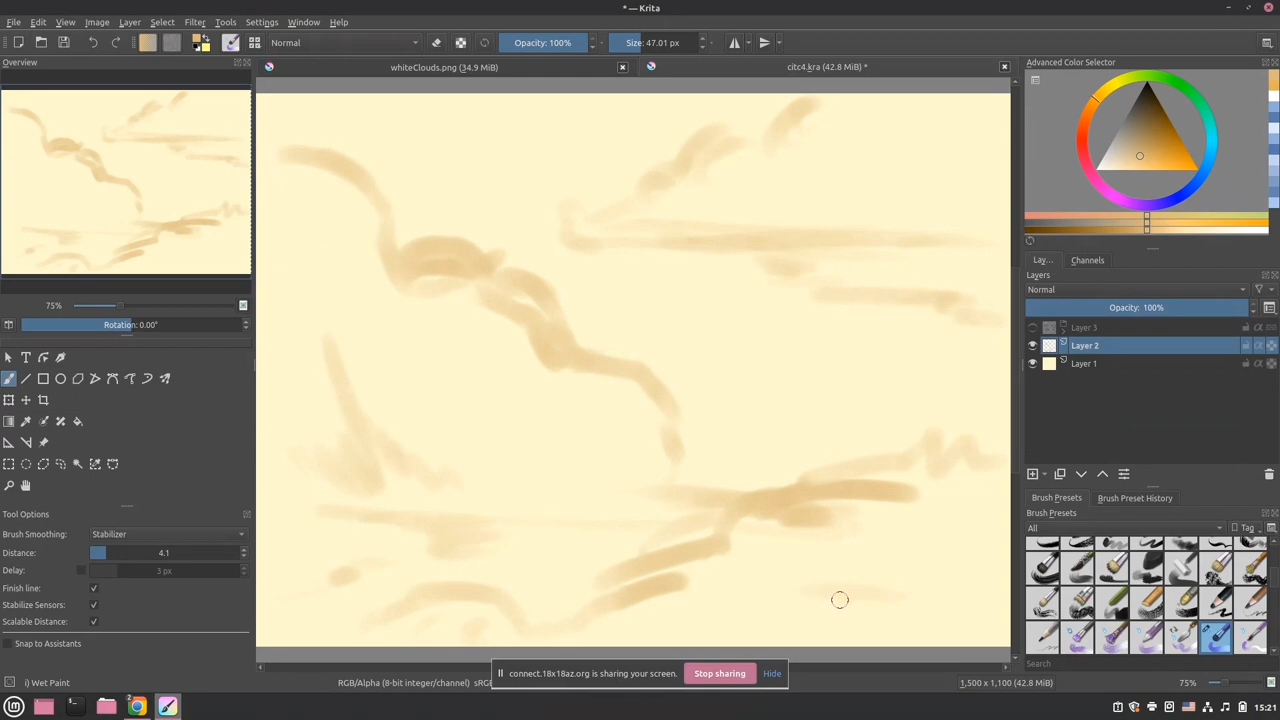 * — Krita
File Edit View Image Layer Select Filter Tools Settings Window Help
Normal Opacity: 100% Size: 47.01 px
Overview
whiteClouds.png (34.9 MiB)
citc4.kra (42.8 MiB) *
Advanced Color Selector
75%
Rotation: 0.00°
Lay... Channels
Layers
Normal
Opacity: 100%
Layer 3
Layer 2
Layer 1
Tool Options
Brush Smoothing: Stabilizer
Distance: 4.1
Delay: 3 px
Finish line:
Stabilize Sensors:
Scalable Distance:
Snap to Assistants
Brush Presets Brush Preset History
Brush Presets
All Tag
Search
connect.18x18az.org is sharing your screen. Stop sharing Hide
i) Wet Paint
RGB/Alpha (8-bit integer/channel) sRG
1,500 x 1,100 (42.8 MiB)
75%
2
15:21